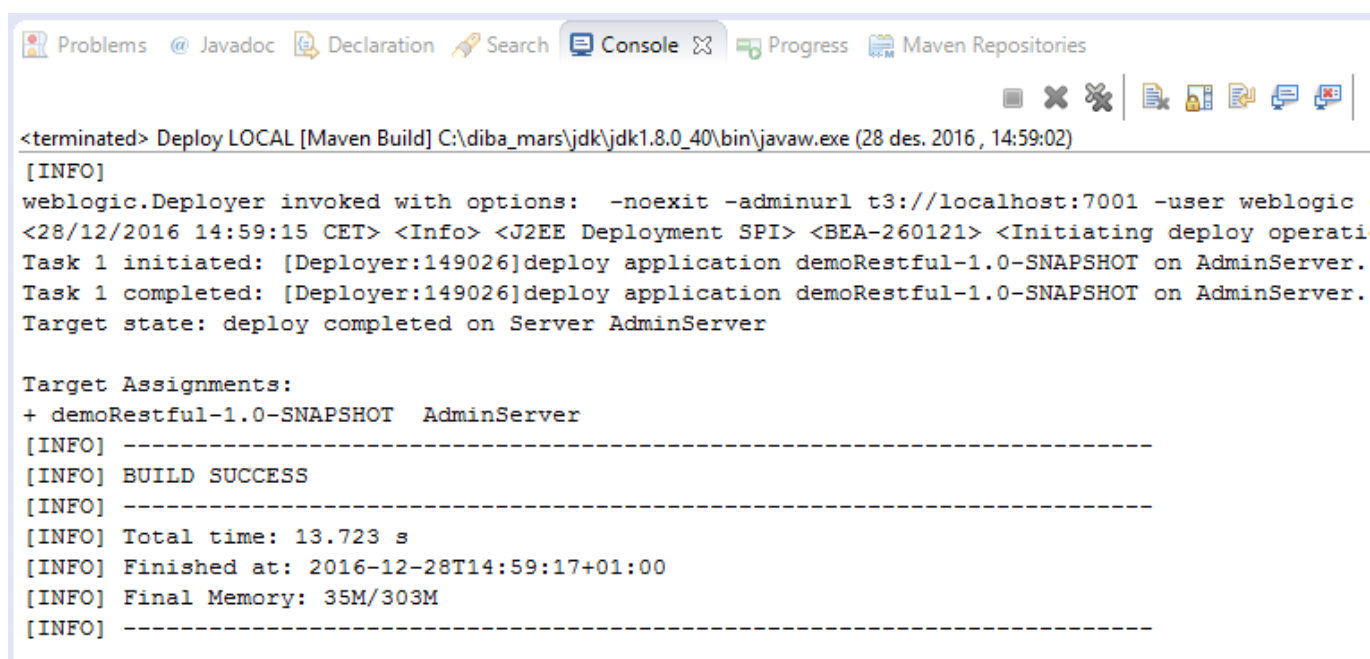 Problems @ Javadoc Declaration Search Console Progress Maven Repositories
<terminated> Deploy LOCAL [Maven Build] C:\diba_mars\jdk\jdk1.8.0_40\bin\javaw.exe (28 des. 2016 , 14:59:02)
[INFO]
weblogic.Deployer invoked with options:  -noexit -adminurl t3://localhost:7001 -user weblogic
<28/12/2016 14:59:15 CET> <Info> <J2EE Deployment SPI> <BEA-260121> <Initiating deploy operati
Task 1 initiated: [Deployer:149026]deploy application demoRestful-1.0-SNAPSHOT on AdminServer.
Task 1 completed: [Deployer:149026]deploy application demoRestful-1.0-SNAPSHOT on AdminServer.
Target state: deploy completed on Server AdminServer
Target Assignments:
+ demoRestful-1.0-SNAPSHOT  AdminServer
[INFO] ------------------------------------------------------------------------
[INFO] BUILD SUCCESS
[INFO] ------------------------------------------------------------------------
[INFO] Total time: 13.723 s
[INFO] Finished at: 2016-12-28T14:59:17+01:00
[INFO] Final Memory: 35M/303M
[INFO] ------------------------------------------------------------------------